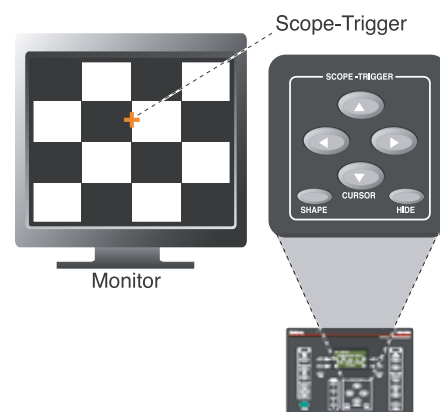 Scope-Trigger
SCOPE-TRIGGER
CURSOR
SHAPE
HIDE
Monitor